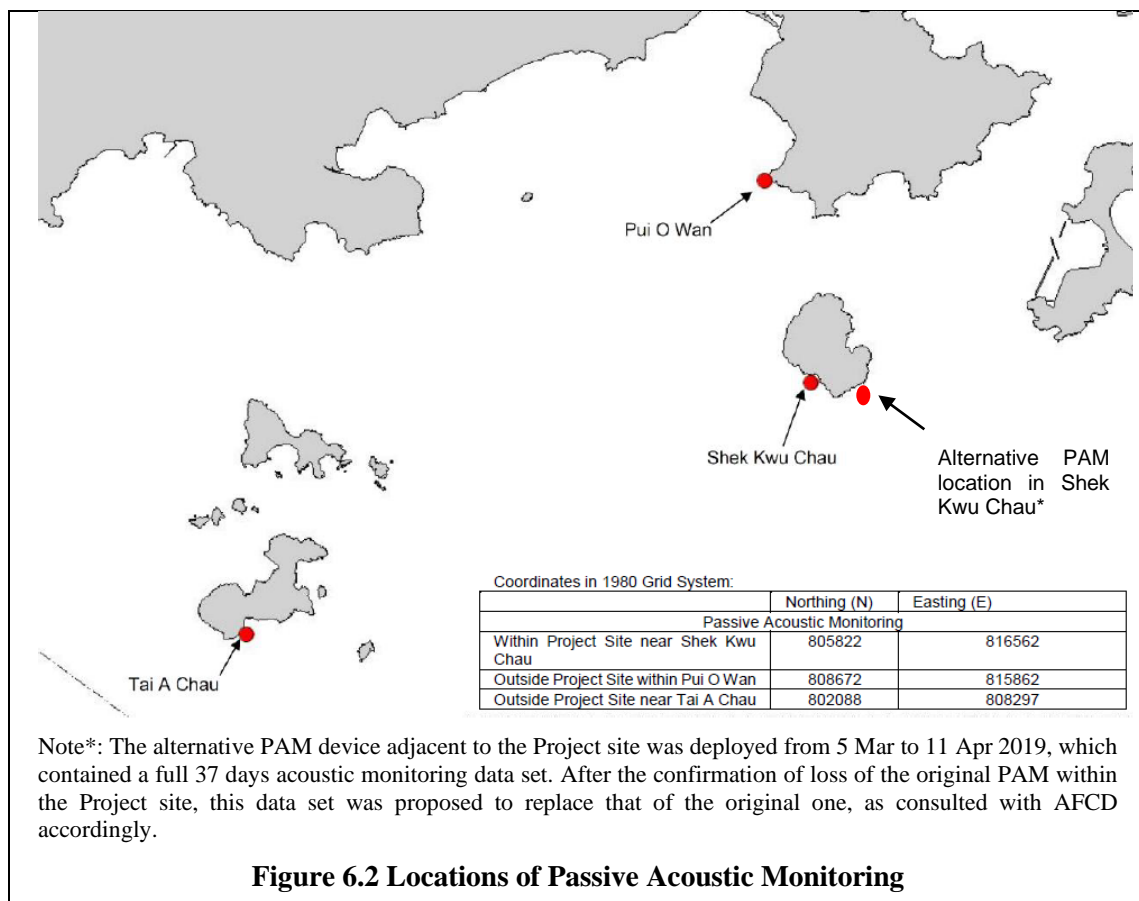 Pui O Wan
Shek Kwu Chau
Alternative PAM
location in Shek
Kwu Chau*
Tai A Chau
Coordinates in 1980 Grid System:
Northing (N) Easting (E)
Passive Acoustic Monitoring
Within Project Site near Shek Kwu Chau 805822 816562
Outside Project Site within Pui O Wan 808672 815862
Outside Project Site near Tai A Chau 802088 808297
Note*: The alternative PAM device adjacent to the Project site was deployed from 5 Mar to 11 Apr 2019, which
contained a full 37 days acoustic monitoring data set. After the confirmation of loss of the original PAM within
the Project site, this data set was proposed to replace that of the original one, as consulted with AFCD
accordingly.
Figure 6.2 Locations of Passive Acoustic Monitoring